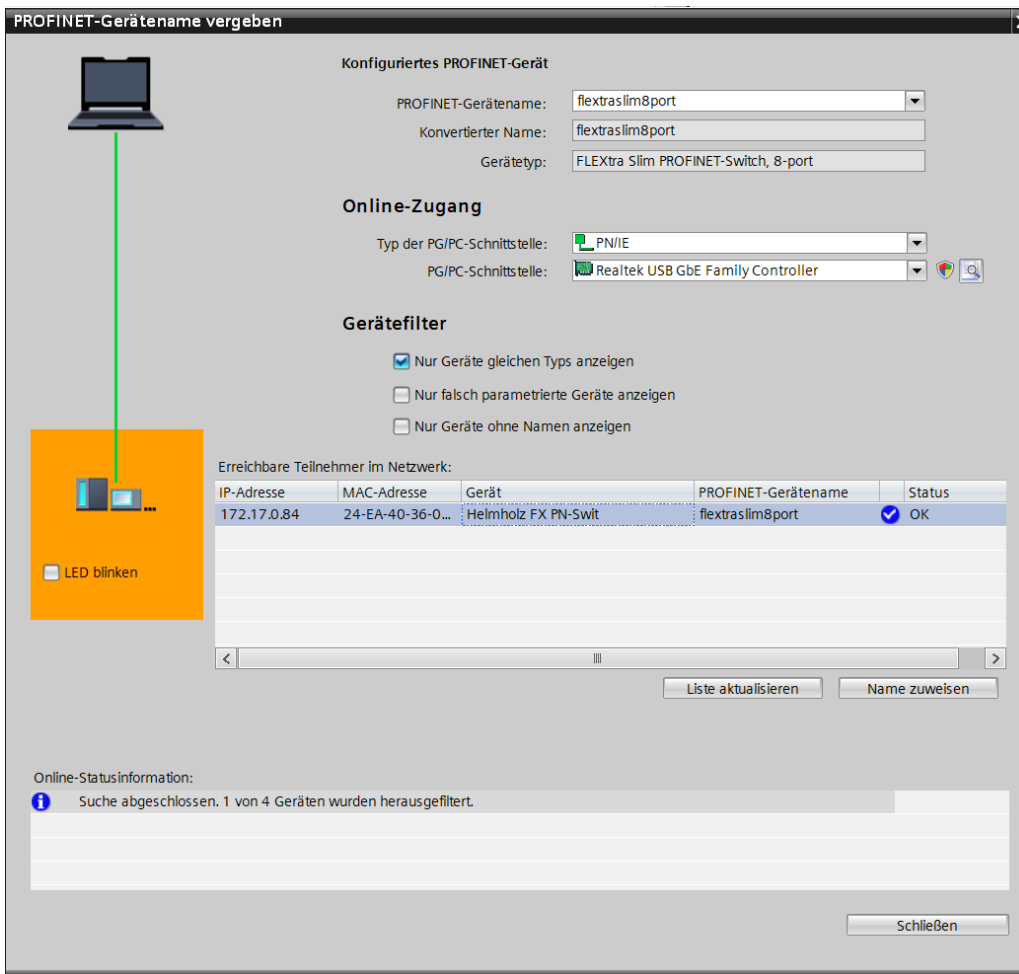 PROFINET-Gerätename vergeben
Konfiguriertes PROFINET-Gerät
PROFINET-Gerätename: flextraslim8port
Konvertierter Name: flextraslim8port
Gerätetyp: FLEXtra Slim PROFINET-Switch, 8-port
Online-Zugang
Typ der PG/PC-Schnittstelle: PN/IE
PG/PC-Schnittstelle: Realtek USB GbE Family Controller
Gerätefilter
Nur Geräte gleichen Typs anzeigen
Nur falsch parametrierte Geräte anzeigen
Nur Geräte ohne Namen anzeigen
Erreichbare Teilnehmer im Netzwerk:
IP-Adresse MAC-Adresse Gerät PROFINET-Gerätename Status
172.17.0.84 24-EA-40-36-0... Helmholz FX PN-Swit flextraslim8port OK
LED blinken
Liste aktualisieren Name zuweisen
Online-Statusinformation:
Suche abgeschlossen. 1 von 4 Geräten wurden herausgefiltert.
Schließen